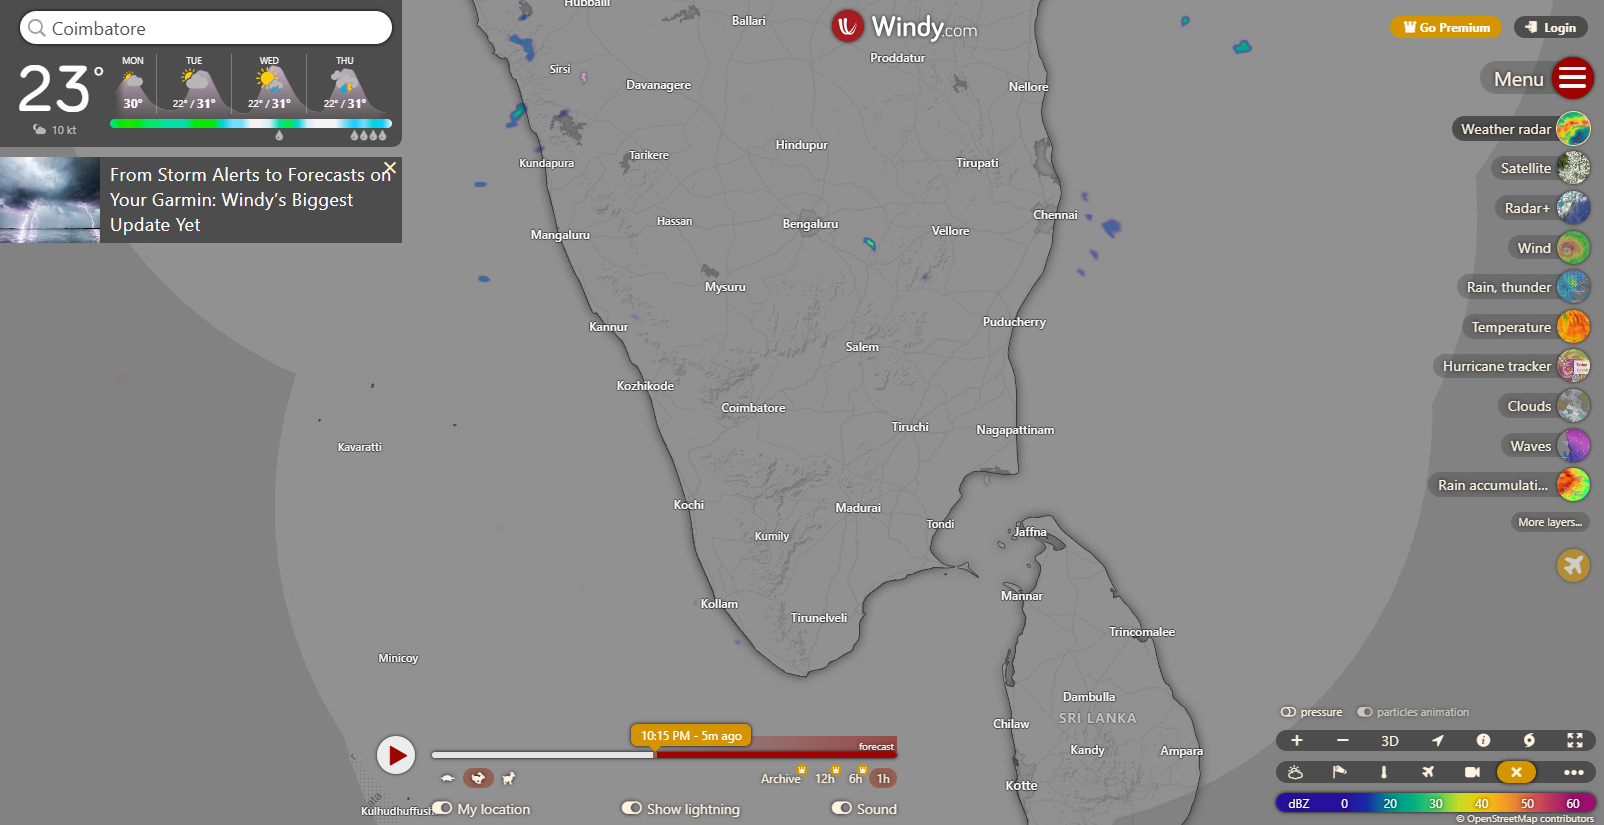 Coimbatore
23°
10 kt
MON
30°
TUE
22° / 31°
WED
22° / 31°
THU
22° / 31°
From Storm Alerts to Forecasts on
Your Garmin: Windy’s Biggest
Update Yet
Windy.com
Go Premium
Login
Menu
Weather radar
Satellite
Radar+
Wind
Rain, thunder
Temperature
Hurricane tracker
Clouds
Waves
Rain accumulati...
More layers...
Hubballi
Ballari
Proddatur
Sirsi
Davanagere
Nellore
Hindupur
Kundapura
Tarikere
Tirupati
Chennai
Hassan
Bengaluru
Vellore
Mangaluru
Mysuru
Puducherry
Kannur
Salem
Kozhikode
Coimbatore
Tiruchi
Nagapattinam
Kavaratti
Kochi
Madurai
Tondi
Jaffna
Kumily
Mannar
Kollam
Tirunelveli
Trincomalee
Minicoy
Dambulla
SRI LANKA
Chilaw
Kandy
Ampara
Kotte
Kulhudhuffush
10:15 PM - 5m ago
forecast
Archive
12h
6h
1h
My location
Show lightning
Sound
pressure
particles animation
+
−
3D
dBZ 0 20 30 40 50 60
© OpenStreetMap contributors